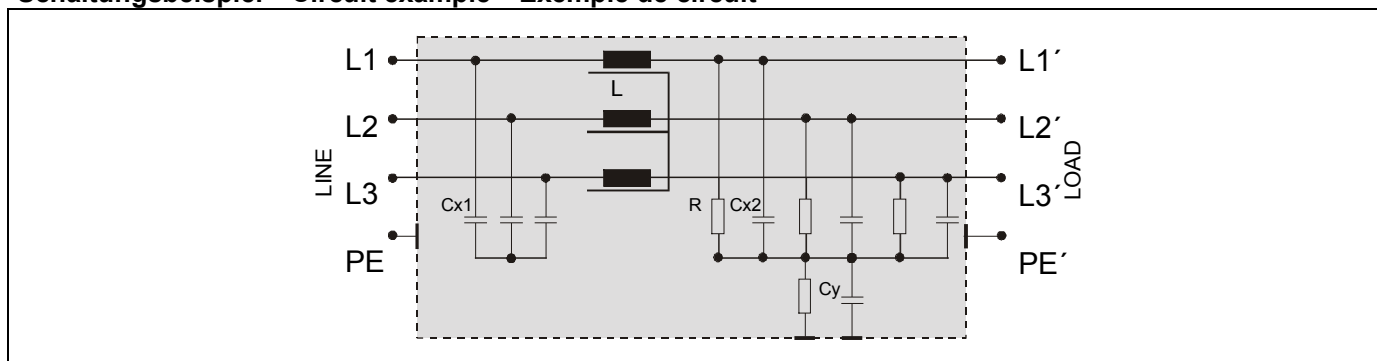 Schaltungsbeispiel – Circuit example – Exemple de circuit
L1
L1´
L
L2
L2´
LINE
LOAD
L3
L3´
Cx1
R
Cx2
PE
PE´
Cy